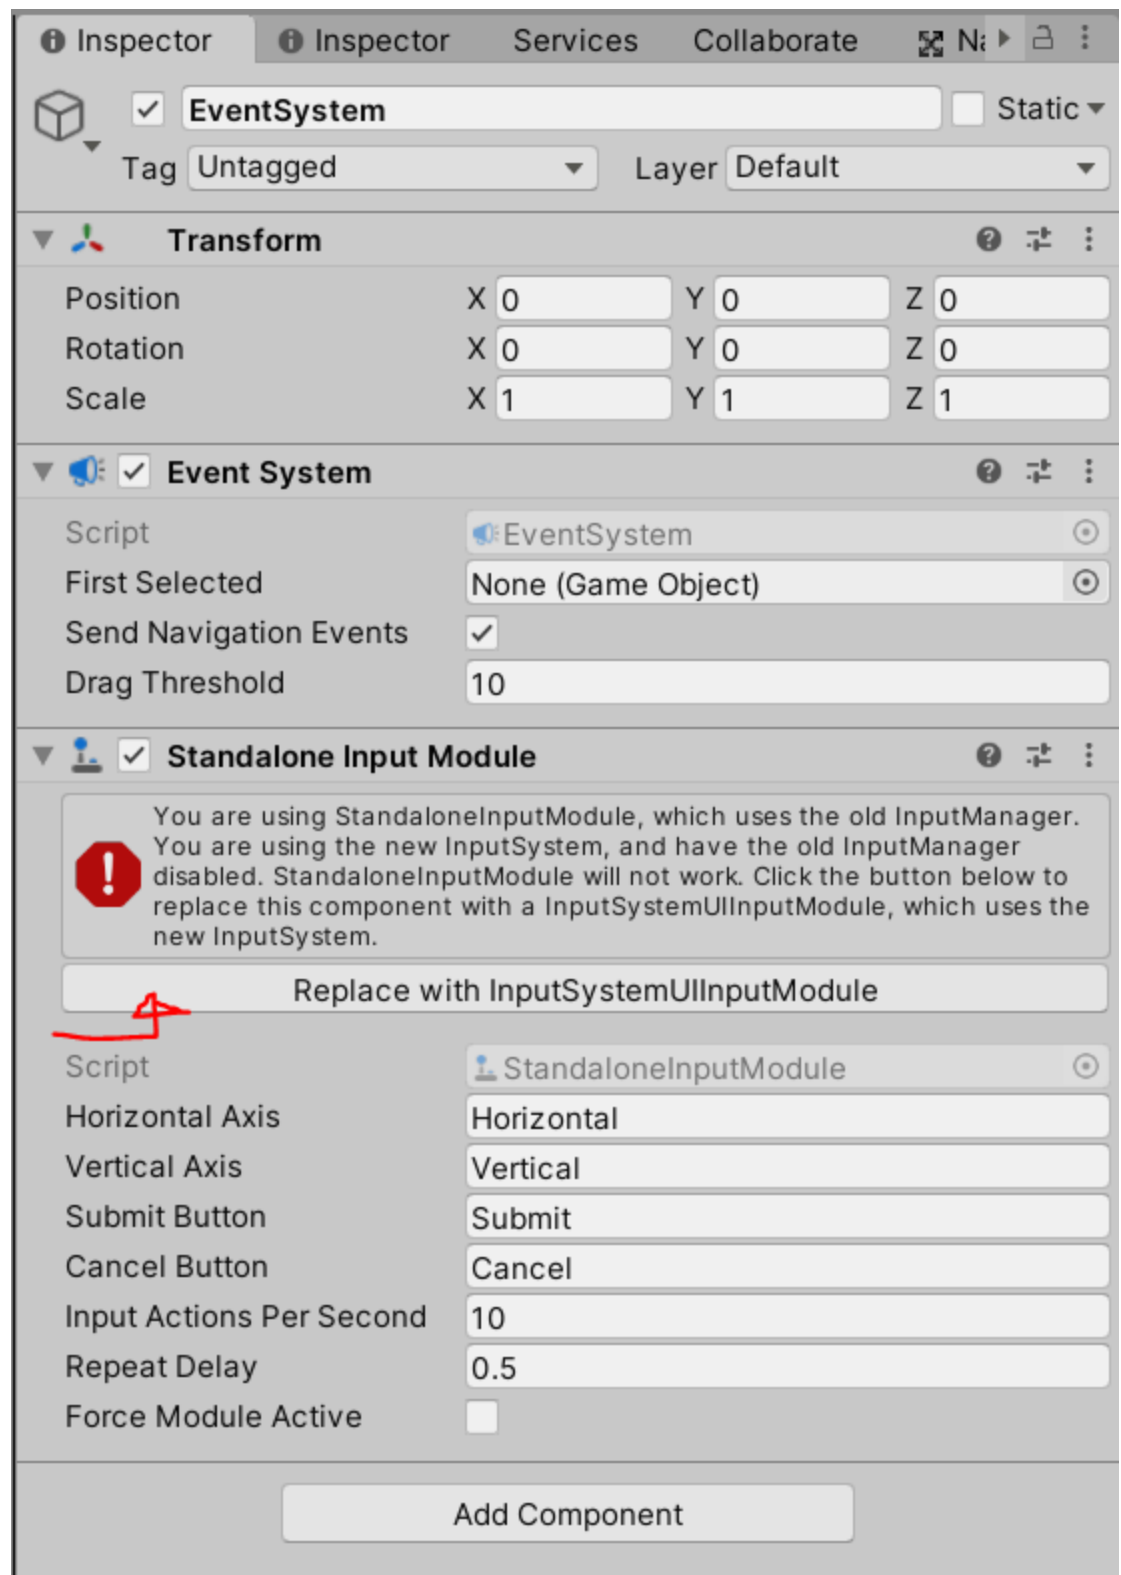 Inspector Inspector Services Collaborate Na
EventSystem Static
Tag Untagged Layer Default
Transform
Position X 0 Y 0 Z 0
Rotation X 0 Y 0 Z 0
Scale X 1 Y 1 Z 1
Event System
Script EventSystem
First Selected None (Game Object)
Send Navigation Events
Drag Threshold 10
Standalone Input Module
You are using StandaloneInputModule, which uses the old InputManager.
You are using the new InputSystem, and have the old InputManager
disabled. StandaloneInputModule will not work. Click the button below to
replace this component with a InputSystemUIInputModule, which uses the
new InputSystem.
Replace with InputSystemUIInputModule
Script StandaloneInputModule
Horizontal Axis Horizontal
Vertical Axis Vertical
Submit Button Submit
Cancel Button Cancel
Input Actions Per Second 10
Repeat Delay 0.5
Force Module Active
Add Component